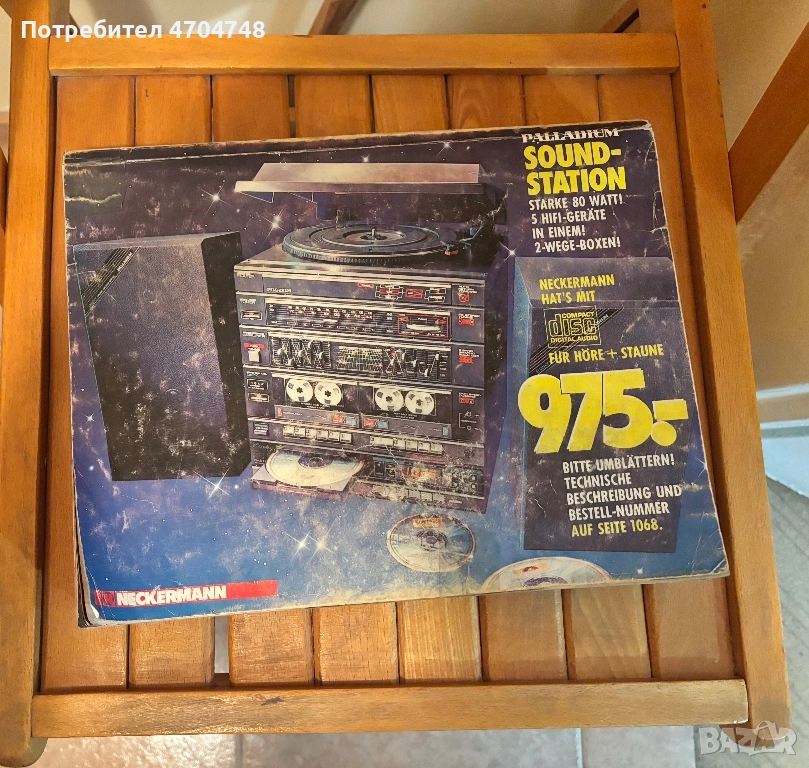 Потребител 4704748
PALLADIUM
SOUND-
STATION
STARKE 80 WATT!
5 HIFI-GERÄTE
IN EINEM!
2-WEGE-BOXEN!
NECKERMANN
HAT'S MIT
COMPACT
disc
DIGITAL AUDIO
FÜR HÖRE + STAUNE
975.-
BITTE UMBLÄTTERN!
TECHNISCHE
BESCHREIBUNG UND
BESTELL-NUMMER
AUF SEITE 1068.
NECKERMANN
BAZAR